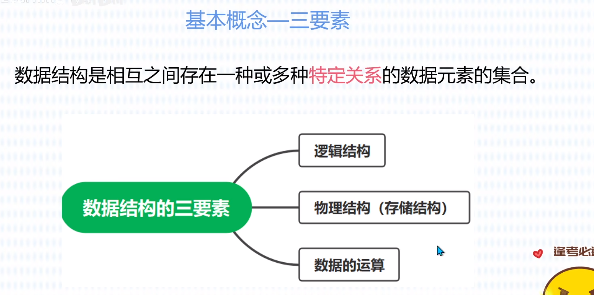 基本概念—三要素
数据结构是相互之间存在一种或多种特定关系的数据元素的集合。
逻辑结构
数据结构的三要素
物理结构（存储结构）
数据的运算
逢考必